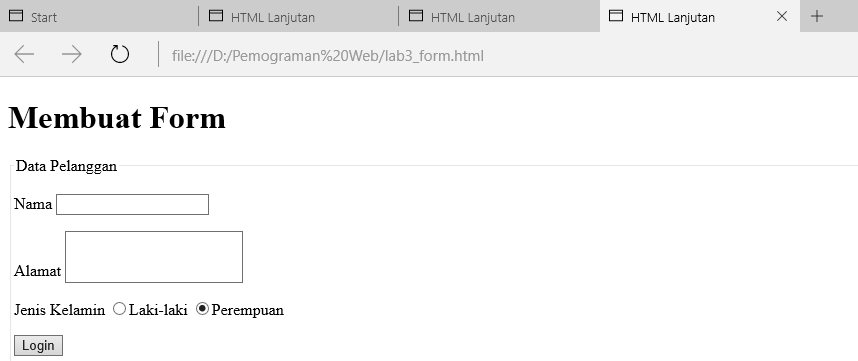 Start HTML Lanjutan HTML Lanjutan HTML Lanjutan
file:///D:/Pemograman%20Web/lab3_form.html
Membuat Form
Data Pelanggan
Nama
Alamat
Jenis Kelamin Laki-laki Perempuan
Login